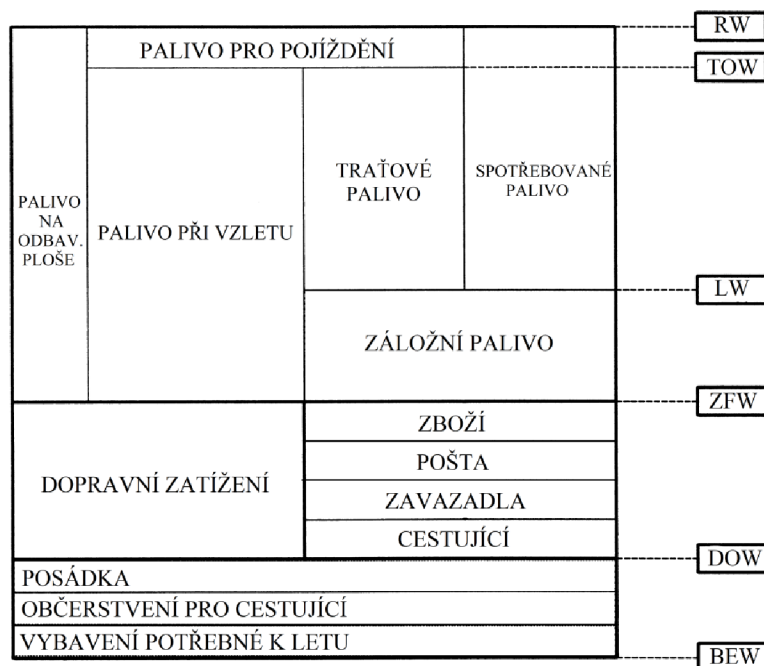 RW
PALIVO PRO POJÍŽDĚNÍ
TOW
PALIVO
NA
ODBAV.
PLOŠE
PALIVO PŘI VZLETU
TRAŤOVÉ
PALIVO
SPOTŘEBOVANÉ
PALIVO
LW
ZÁLOŽNÍ PALIVO
ZFW
DOPRAVNÍ ZATÍŽENÍ
ZBOŽÍ
POŠTA
ZAVAZADLA
CESTUJÍCÍ
DOW
POSÁDKA
OBČERSTVENÍ PRO CESTUJÍCÍ
VYBAVENÍ POTŘEBNÉ K LETU
BEW